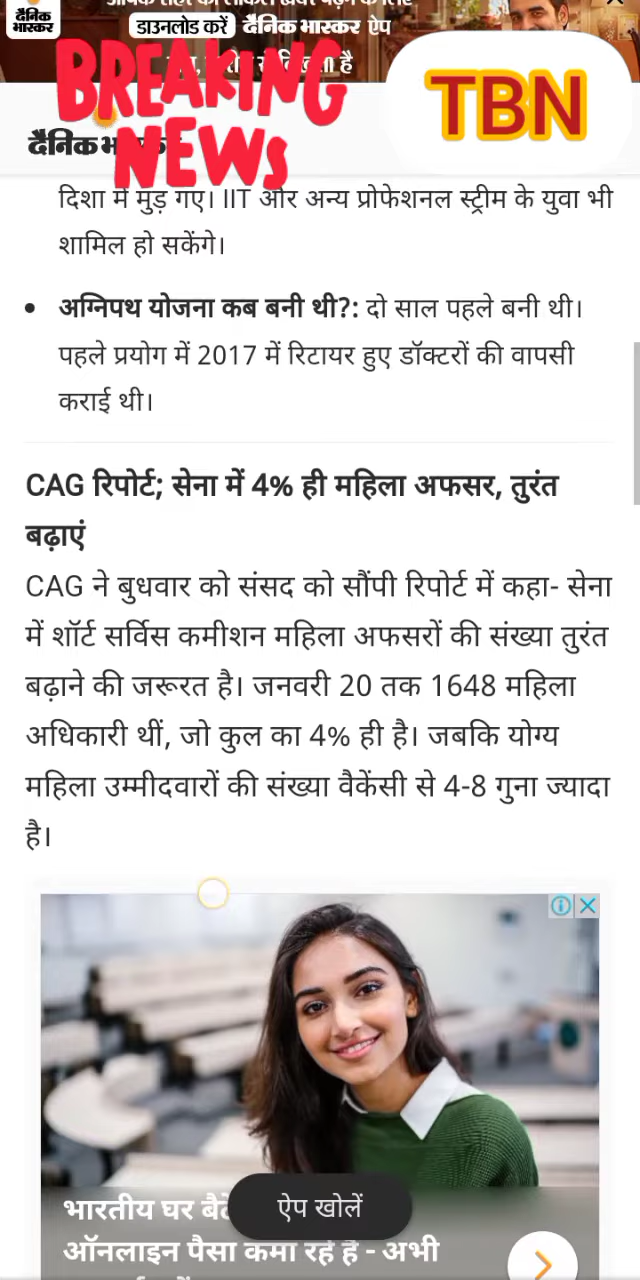 दैनिक
भास्कर
डाउनलोड करें दैनिक भास्कर ऐप
BREAKING
NEWS
TBN
दैनिक
दिशा में मुड़ गए। IIT और अन्य प्रोफेशनल स्ट्रीम के युवा भी
शामिल हो सकेंगे।
• अग्निपथ योजना कब बनी थी?: दो साल पहले बनी थी।
पहले प्रयोग में 2017 में रिटायर हुए डॉक्टरों की वापसी
कराई थी।
CAG रिपोर्ट; सेना में 4% ही महिला अफसर, तुरंत
बढ़ाएं
CAG ने बुधवार को संसद को सौंपी रिपोर्ट में कहा- सेना
में शॉर्ट सर्विस कमीशन महिला अफसरों की संख्या तुरंत
बढ़ाने की जरूरत है। जनवरी 20 तक 1648 महिला
अधिकारी थीं, जो कुल का 4% ही है। जबकि योग्य
महिला उम्मीदवारों की संख्या वैकेंसी से 4-8 गुना ज्यादा
है।
भारतीय घर
ऐप खोलें
ऑनलाइन पैसा कमा रहे हैं - अभी